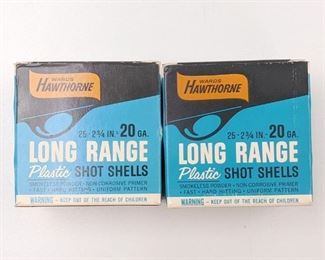 WARDS
HAWTHORNE
25 - 2¾ IN. 20 GA.
LONG RANGE
Plastic SHOT SHELLS
SMOKELESS POWDER • NON-CORROSIVE PRIMER
• FAST • HARD HITTING • UNIFORM PATTERN
WARNING – KEEP OUT OF THE REACH OF CHILDREN
WARDS
HAWTHORNE
25 - 2¾ IN. 20 GA.
LONG RANGE
Plastic SHOT SHELLS
SMOKELESS POWDER • NON-CORROSIVE PRIMER
• FAST • HARD HITTING • UNIFORM PATTERN
WARNING – KEEP OUT OF THE REACH OF CHILDREN